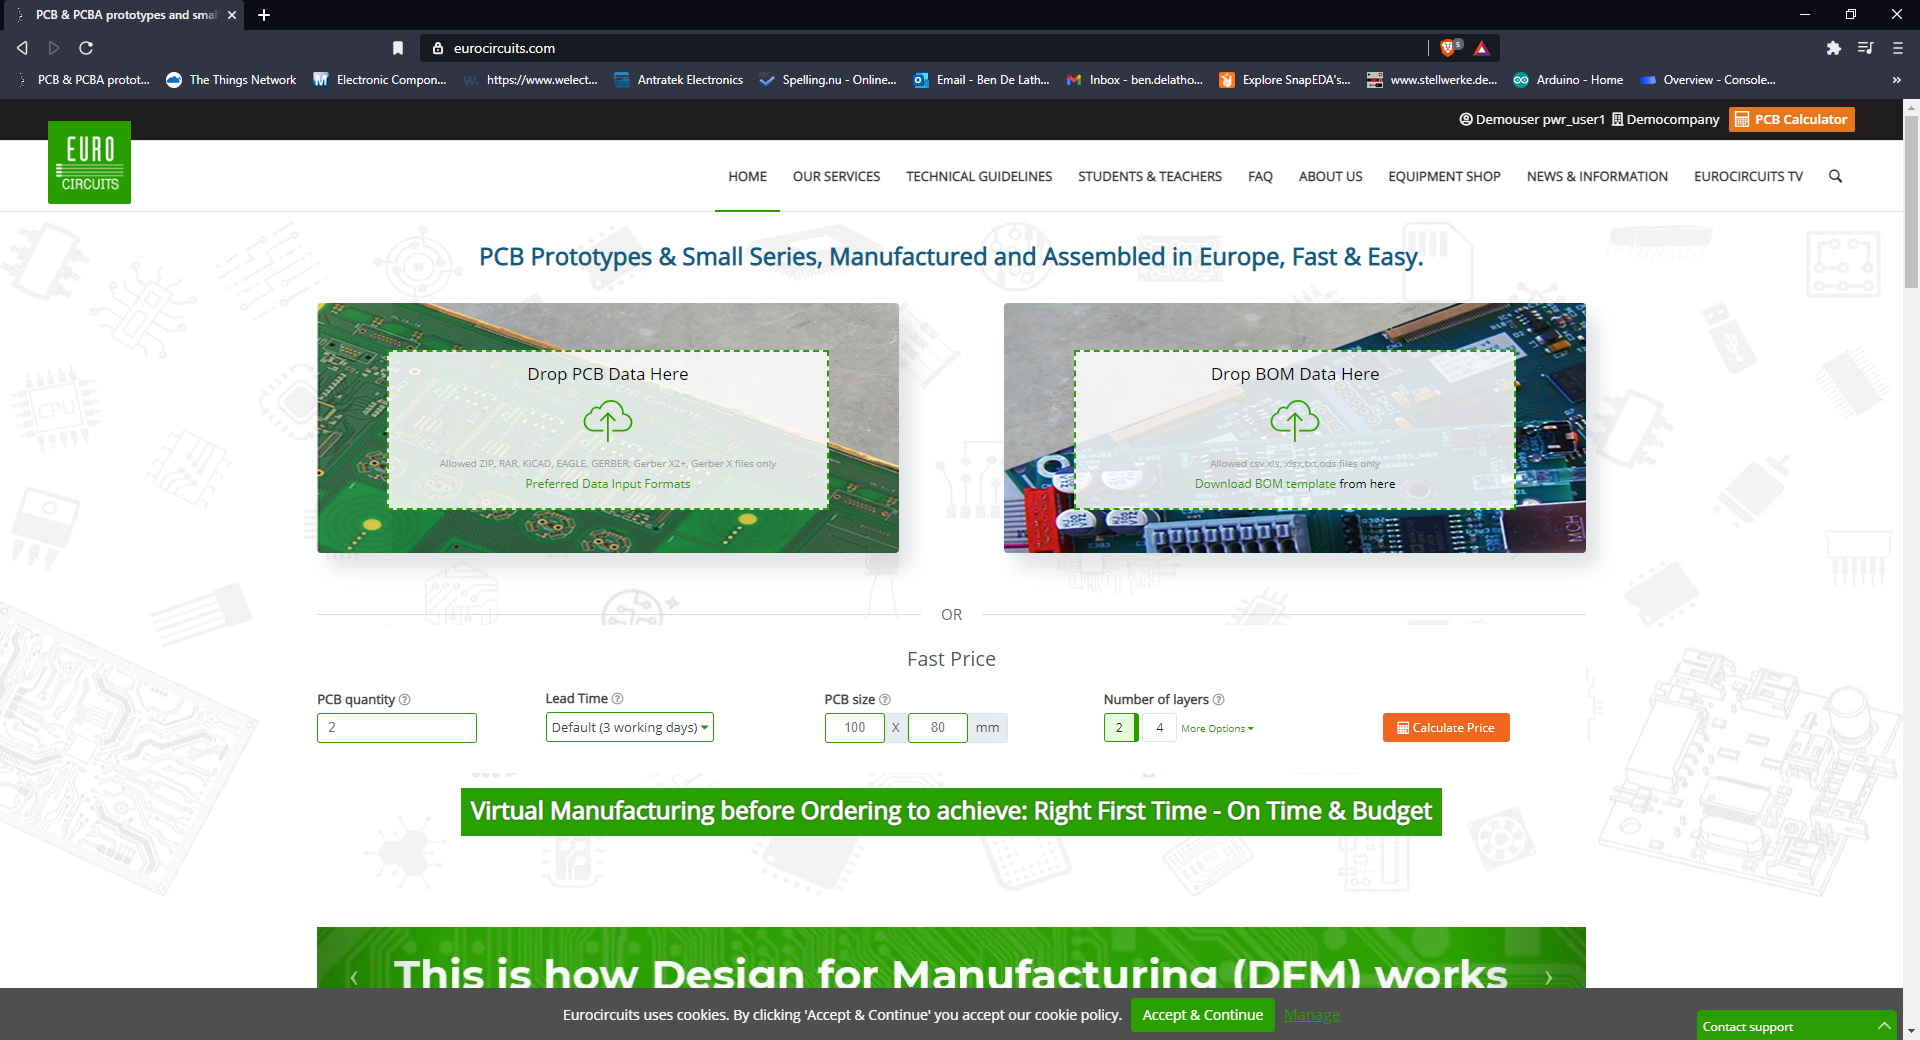 PCB & PCBA prototypes and smal
eurocircuits.com
5
PCB & PCBA protot...
The Things Network
Electronic Compon...
https://www.welect...
Antratek Electronics
Spelling.nu - Online...
Email - Ben De Lath...
Inbox - ben.delatho...
Explore SnapEDA's...
www.stellwerke.de...
Arduino - Home
Overview - Console...
Demouser pwr_user1
Democompany
PCB Calculator
EURO
CIRCUITS
HOME
OUR SERVICES
TECHNICAL GUIDELINES
STUDENTS & TEACHERS
FAQ
ABOUT US
EQUIPMENT SHOP
NEWS & INFORMATION
EUROCIRCUITS TV
PCB Prototypes & Small Series, Manufactured and Assembled in Europe, Fast & Easy.
CPU
Drop PCB Data Here
Allowed ZIP, RAR, KiCAD, EAGLE, GERBER, Gerber X2+, Gerber X files only
Preferred Data Input Formats
Drop BOM Data Here
Allowed csv,xls, xlsx,txt,ods files only
Download BOM template from here
OR
Fast Price
PCB quantity
Lead Time
PCB size
Number of layers
2
Default (3 working days)
100 X 80 mm
2 4 More Options
Calculate Price
Virtual Manufacturing before Ordering to achieve: Right First Time - On Time & Budget
This is how Design for Manufacturing (DFM) works
Eurocircuits uses cookies. By clicking 'Accept & Continue' you accept our cookie policy.
Accept & Continue
Manage
Contact support